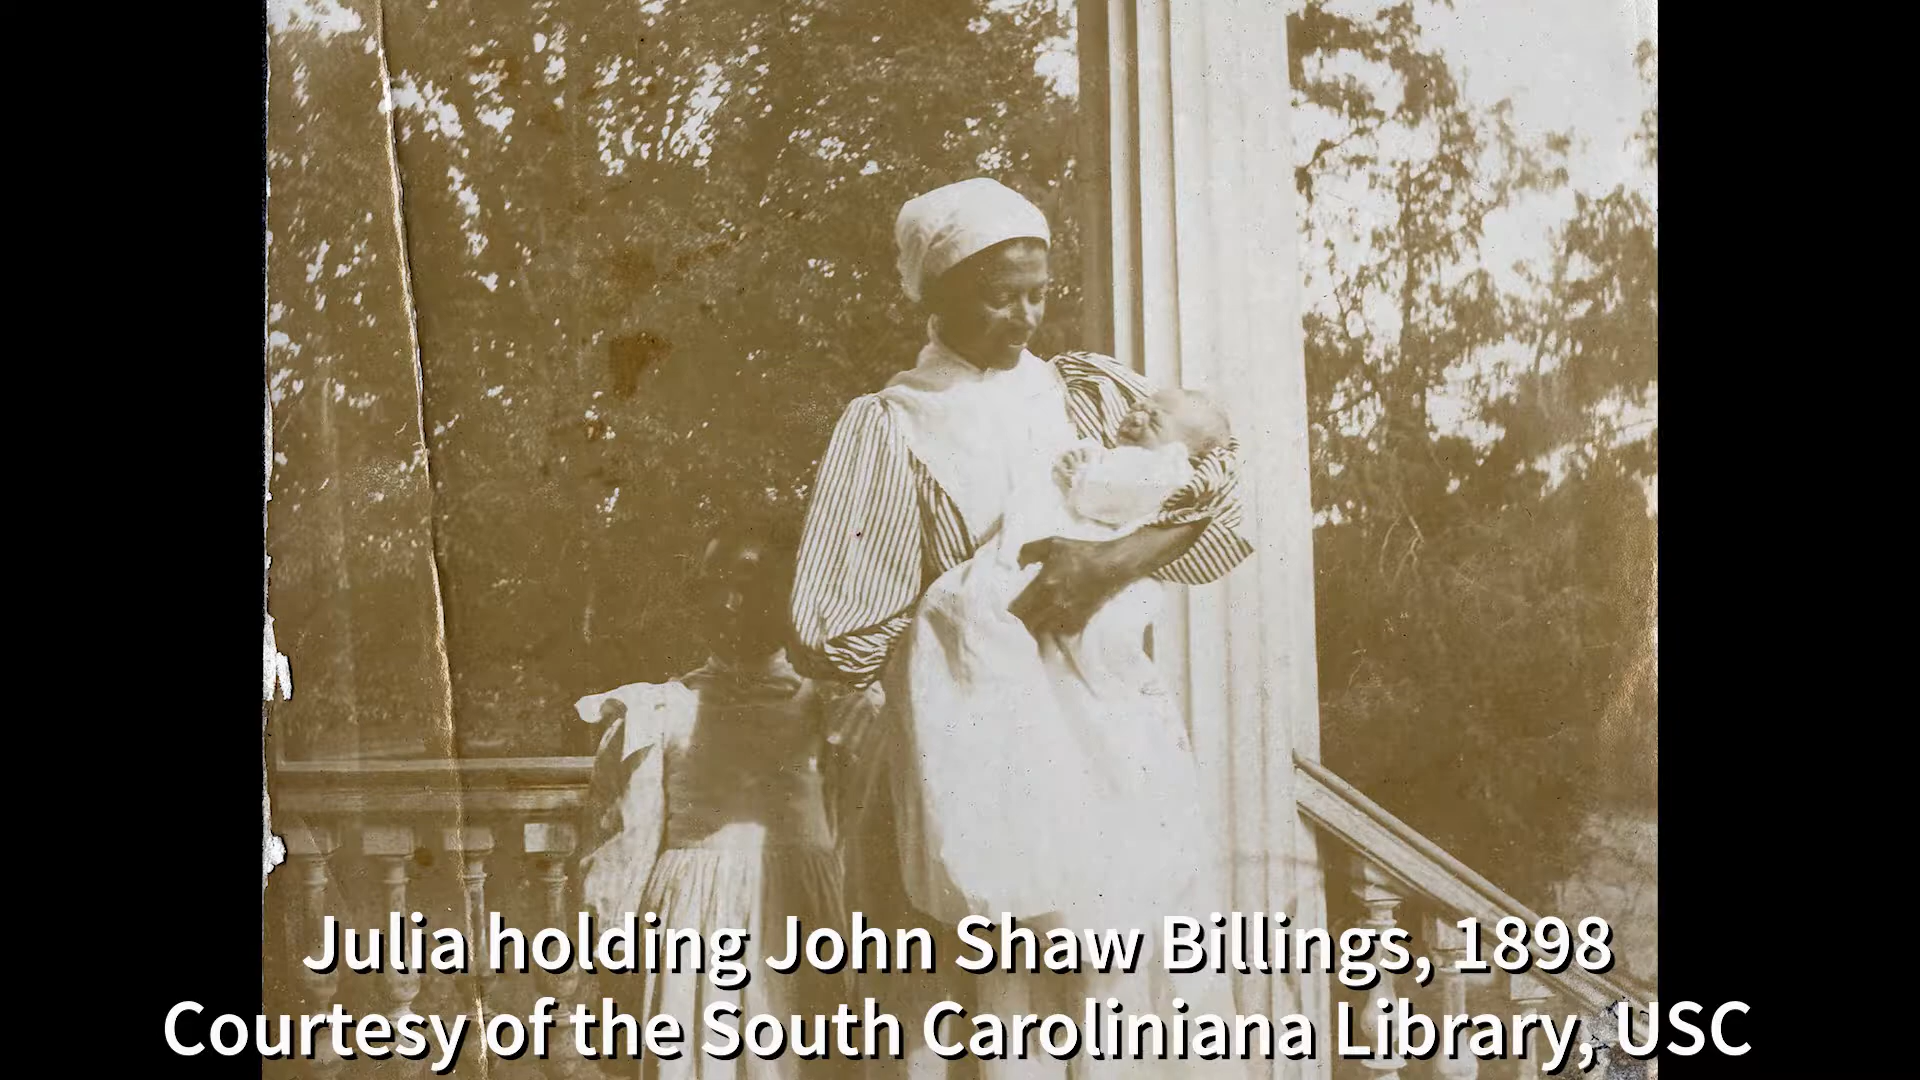 Julia holding John Shaw Billings, 1898
Courtesy of the South Caroliniana Library, USC